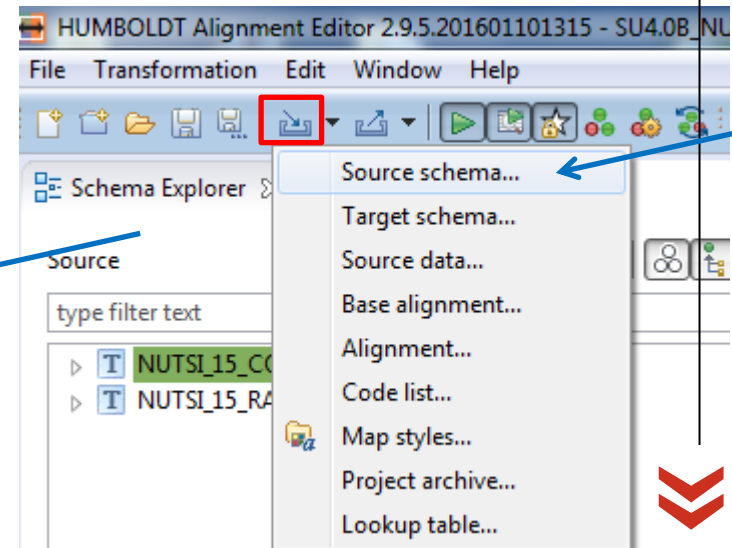 HUMBOLDT Alignment Editor 2.9.5.201601101315 - SU4.0B_NU
File Transformation Edit Window Help
Schema Explorer
Source schema...
Target schema...
Source
Source data...
type filter text
Base alignment...
Alignment...
NUTSI_15_CO
Code list...
NUTSI_15_RA
Map styles...
Project archive...
Lookup table...